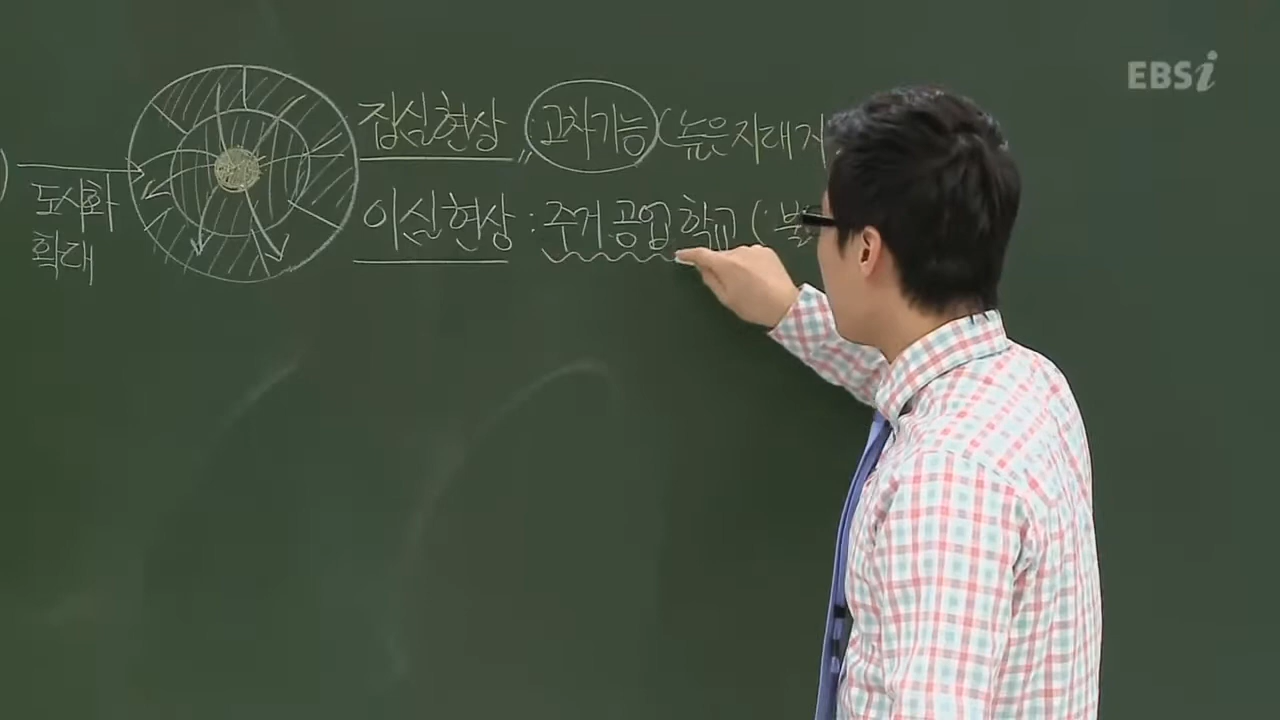 EBSi
집심현상 : 고차기능 (높은지대
이심현상 : 주거 공업 학교 (
도시화
확대